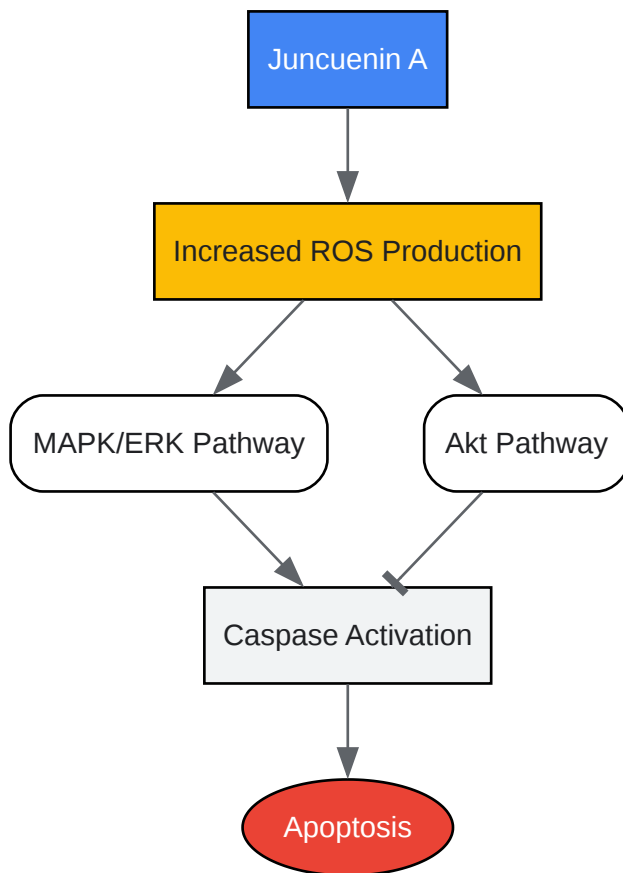 Juncuenin A
Increased ROS Production
MAPK/ERK Pathway
Akt Pathway
Caspase Activation
Apoptosis